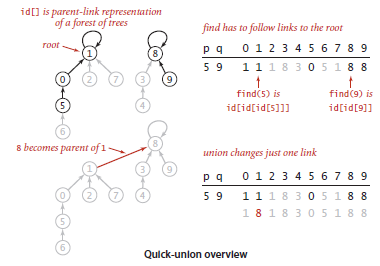 id[] is parent-link representation
of a forest of trees
root
1
8
0
2
7
3
9
5
4
6
8 becomes parent of 1
8
1
3
9
0
2
7
4
5
6
find has to follow links to the root
p q 0 1 2 3 4 5 6 7 8 9
5 9 1 1 1 8 3 0 5 1 8 8
find(5) is
id[id[id[5]]]
find(9) is
id[id[9]]
union changes just one link
p q 0 1 2 3 4 5 6 7 8 9
5 9 1 1 1 8 3 0 5 1 8 8
1 8 1 8 3 0 5 1 8 8
Quick-union overview